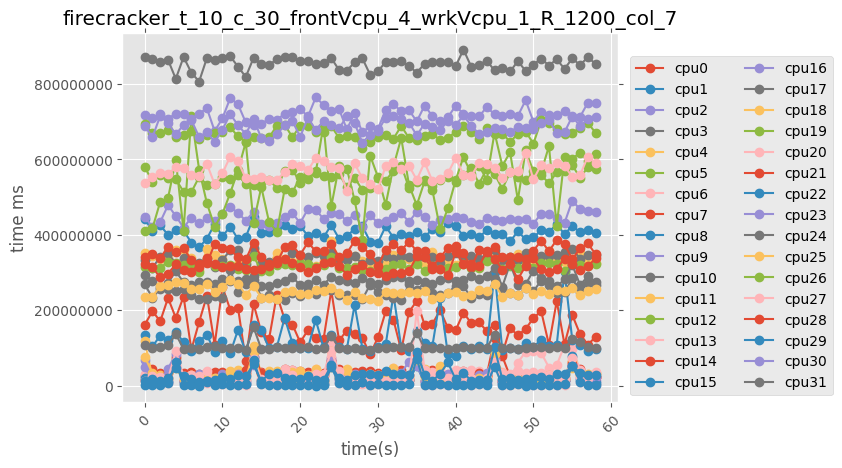 firecracker_t_10_c_30_frontVcpu_4_wrkVcpu_1_R_1200_col_7
time ms
800000000
600000000
400000000
200000000
0
0
10
20
30
40
50
60
time(s)
cpu0
cpu1
cpu2
cpu3
cpu4
cpu5
cpu6
cpu7
cpu8
cpu9
cpu10
cpu11
cpu12
cpu13
cpu14
cpu15
cpu16
cpu17
cpu18
cpu19
cpu20
cpu21
cpu22
cpu23
cpu24
cpu25
cpu26
cpu27
cpu28
cpu29
cpu30
cpu31